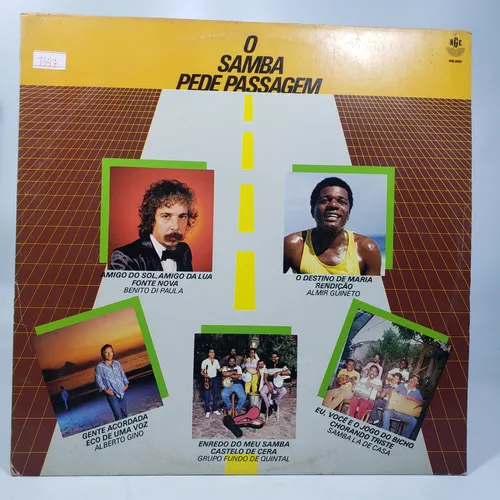 O
SAMBA
PEDE PASSAGEM
RGE
AMIGO DO SOL, AMIGO DA LUA
FONTE NOVA
BENITO DI PAULA
O DESTINO DE MARIA
RENDIÇÃO
ALMIR GUINETO
GENTE ACORDADA
ECO DE UMA VOZ
ALBERTO GINO
ENREDO DO MEU SAMBA
CASTELO DE CERA
GRUPO FUNDO DE QUINTAL
EU, VOCÊ E O JOGO DO BICHO
CHORANDO TRISTE
SAMBA LÁ DE CASA